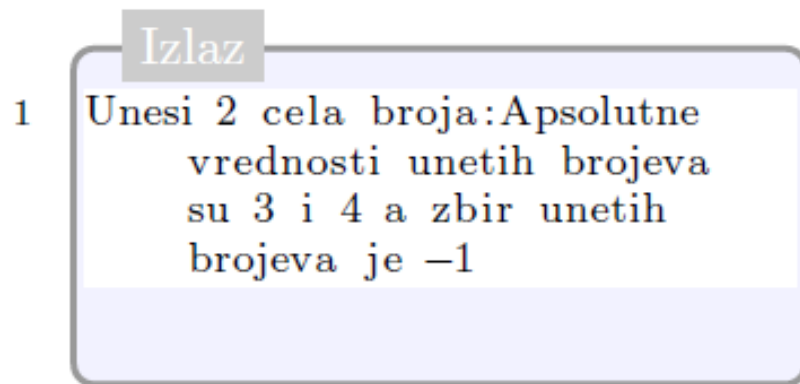 Izlaz
1 Unesi 2 cela broja:Apsolutne
vrednosti unetih brojeva
su 3 i 4 a zbir unetih
brojeva je −1